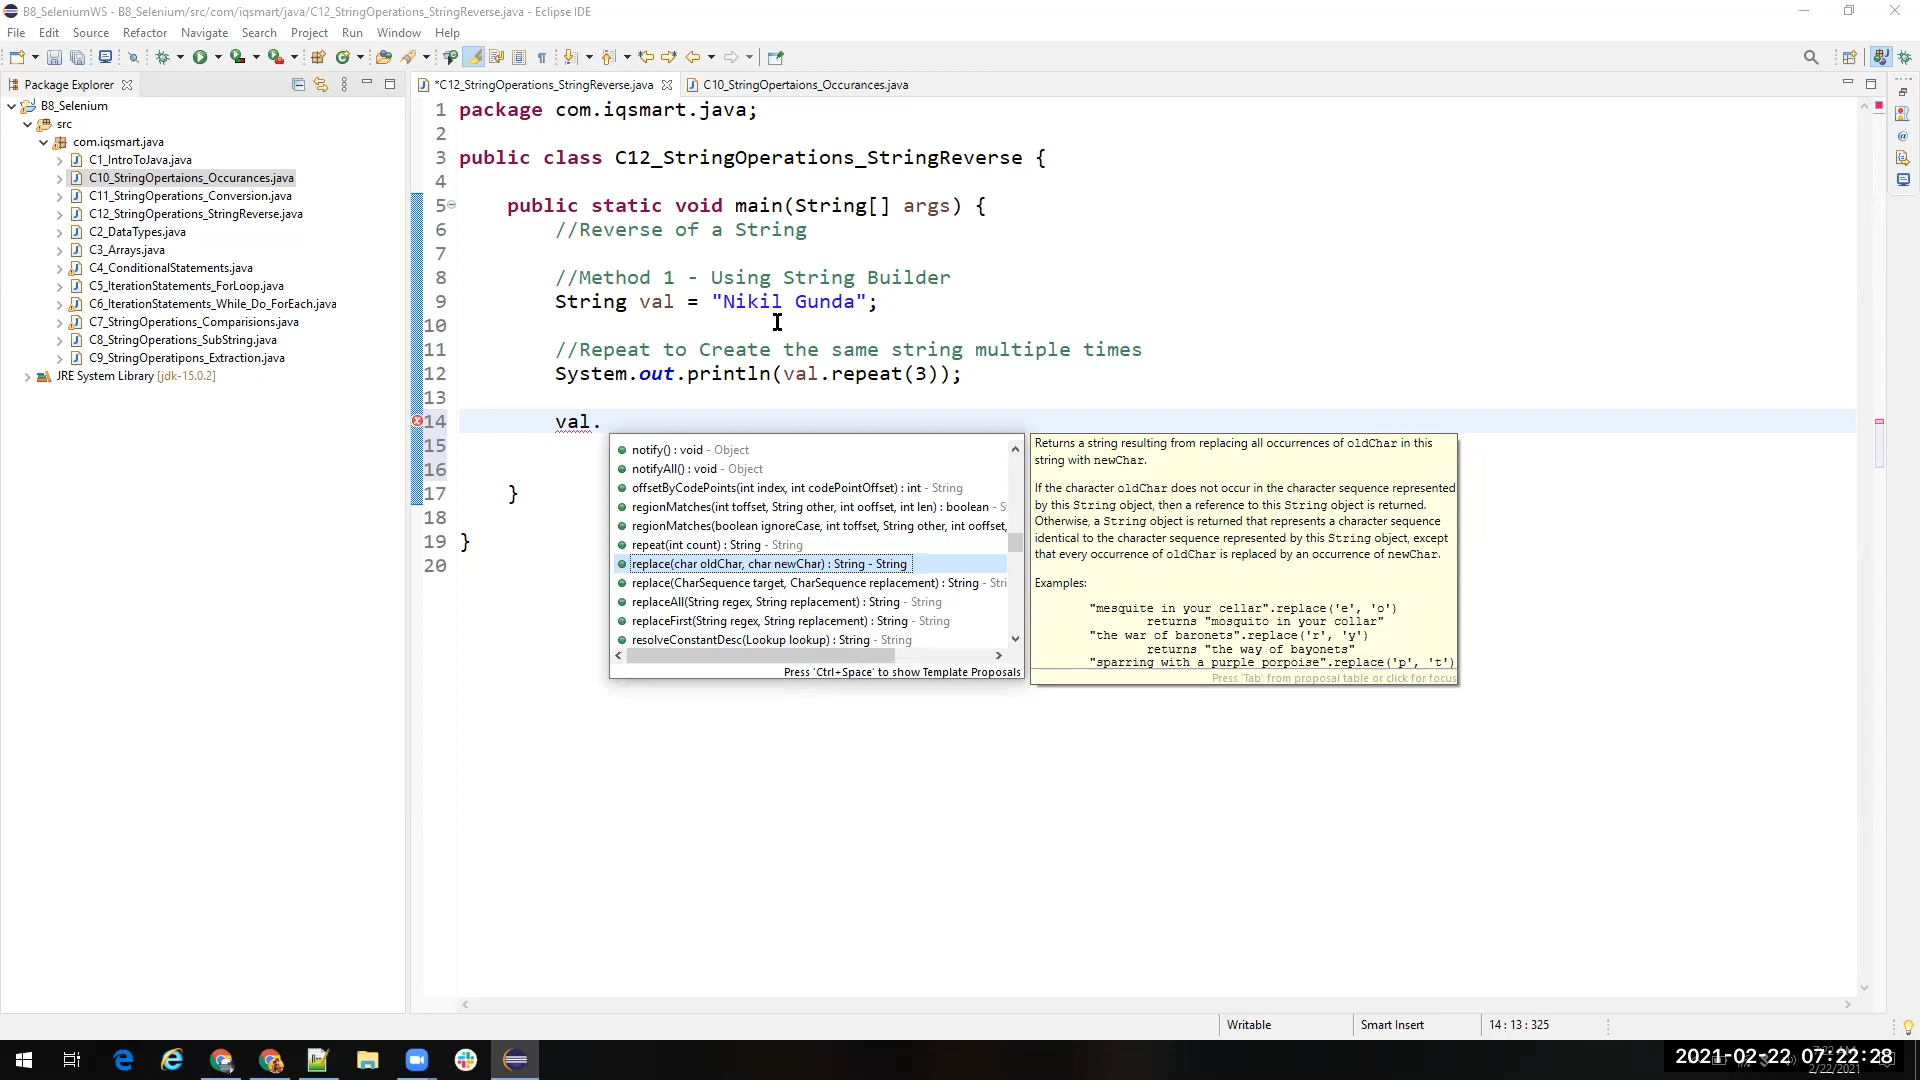 B8_SeleniumWS - B8_Selenium/src/com/iqsmart/java/C12_StringOperations_StringReverse.java - Eclipse IDE
File Edit Source Refactor Navigate Search Project Run Window Help
Package Explorer
*C12_StringOperations_StringReverse.java
C10_StringOpertaions_Occurances.java
B8_Selenium
src
com.iqsmart.java
C1_IntroToJava.java
C10_StringOpertaions_Occurances.java
C11_StringOperations_Conversion.java
C12_StringOperations_StringReverse.java
C2_DataTypes.java
C3_Arrays.java
C4_ConditionalStatements.java
C5_IterationStatements_ForLoop.java
C6_IterationStatements_While_Do_ForEach.java
C7_StringOperations_Comparisions.java
C8_StringOperations_SubString.java
C9_StringOperatipons_Extraction.java
JRE System Library [jdk-15.0.2]
1 package com.iqsmart.java;
2
3 public class C12_StringOperations_StringReverse {
4
5 public static void main(String[] args) {
6 //Reverse of a String
7
8 //Method 1 - Using String Builder
9 String val = "Nikil Gunda";
10
11 //Repeat to Create the same string multiple times
12 System.out.println(val.repeat(3));
13
14 val.
15
16
17 }
18
19 }
20
notify() : void - Object
notifyAll() : void - Object
offsetByCodePoints(int index, int codePointOffset) : int - String
regionMatches(int toffset, String other, int ooffset, int len) : boolean - S
regionMatches(boolean ignoreCase, int toffset, String other, int ooffset,
repeat(int count) : String - String
replace(char oldChar, char newChar) : String - String
replace(CharSequence target, CharSequence replacement) : String - Stri
replaceAll(String regex, String replacement) : String - String
replaceFirst(String regex, String replacement) : String - String
resolveConstantDesc(Lookup lookup) : String - String
Press 'Ctrl+Space' to show Template Proposals
Returns a string resulting from replacing all occurrences of oldChar in this
string with newChar.
If the character oldChar does not occur in the character sequence represented
by this String object, then a reference to this String object is returned.
Otherwise, a String object is returned that represents a character sequence
identical to the character sequence represented by this String object, except
that every occurrence of oldChar is replaced by an occurrence of newChar.
Examples:
"mesquite in your cellar".replace('e', 'o')
returns "mosquito in your cellar"
"the war of baronets".replace('r', 'y')
returns "the way of bayonets"
"sparring with a purple porpoise".replace('p', 't')
Press 'Tab' from proposal table or click for focus
Writable
Smart Insert
14 : 13 : 325
2021-02-22 07:22:28
2/22/2021